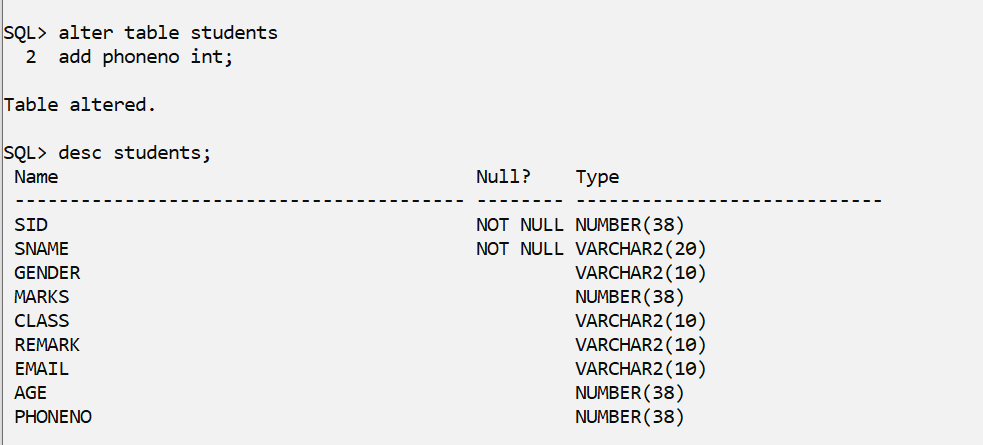 SQL> alter table students
  2  add phoneno int;
Table altered.
SQL> desc students;
 Name                                      Null?    Type
 ----------------------------------------- -------- ----------------------------
 SID                                       NOT NULL NUMBER(38)
 SNAME                                     NOT NULL VARCHAR2(20)
 GENDER                                             VARCHAR2(10)
 MARKS                                              NUMBER(38)
 CLASS                                              VARCHAR2(10)
 REMARK                                             VARCHAR2(10)
 EMAIL                                              VARCHAR2(10)
 AGE                                                NUMBER(38)
 PHONENO                                            NUMBER(38)